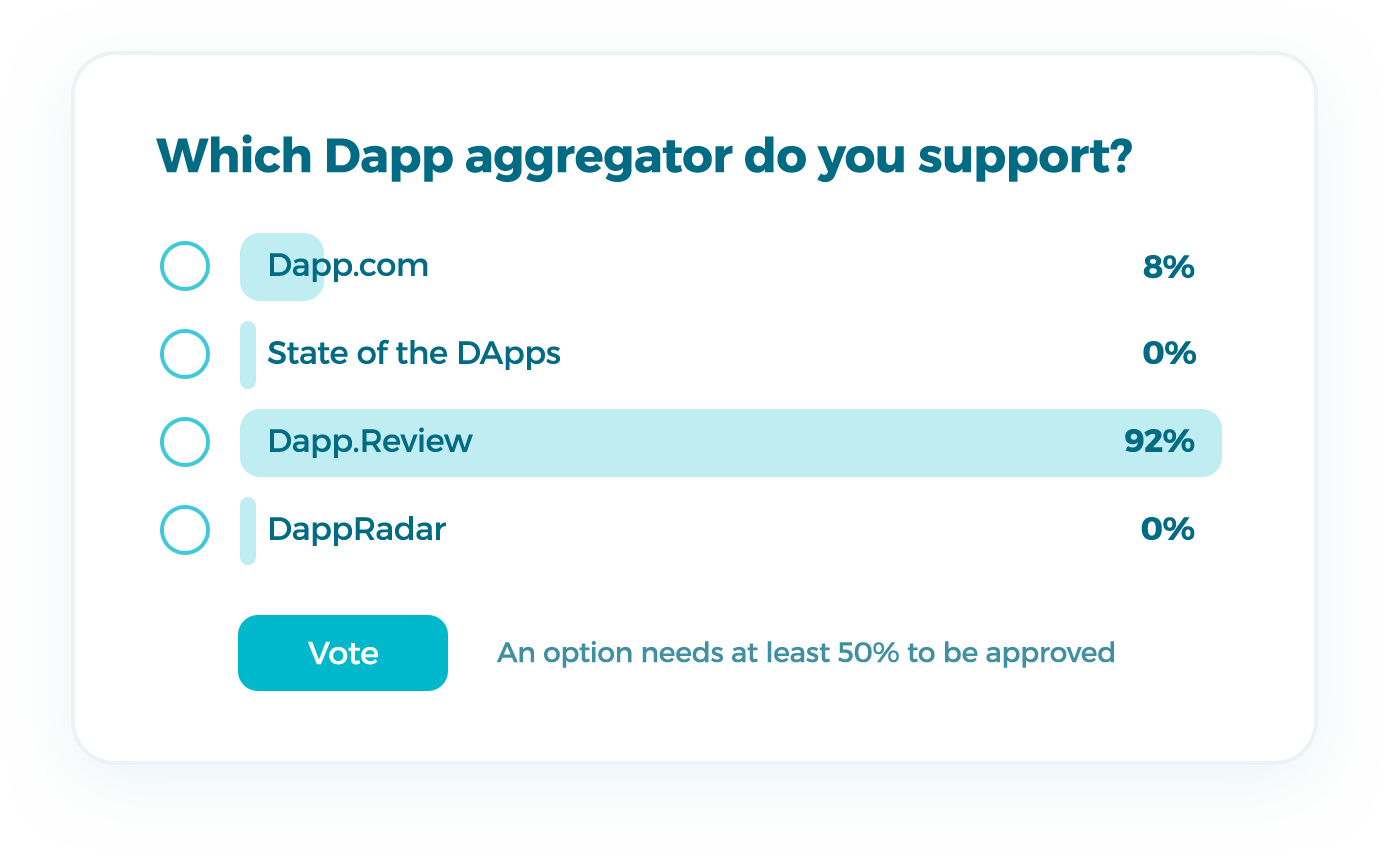 Which Dapp aggregator do you support?
Dapp.com 8%
State of the DApps 0%
Dapp.Review 92%
DappRadar 0%
Vote An option needs at least 50% to be approved